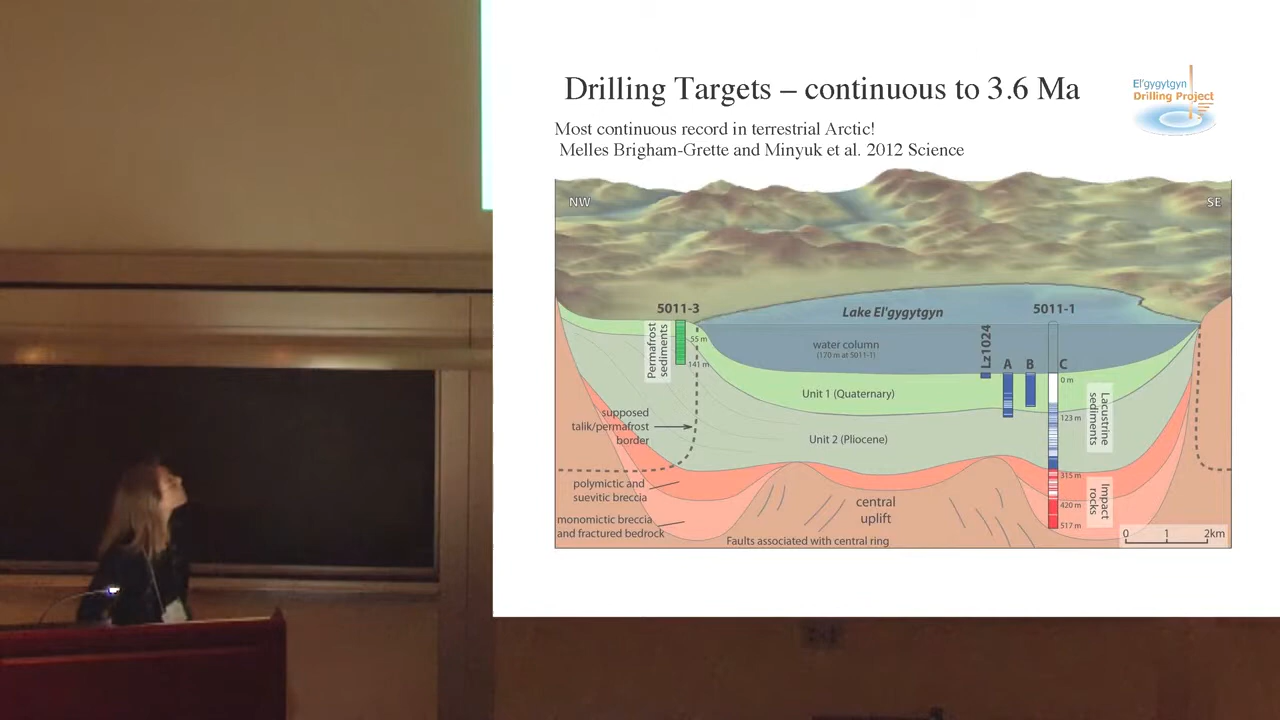 Drilling Targets – continuous to 3.6 Ma
El'gygytgyn
Drilling Project
Most continuous record in terrestrial Arctic!
Melles Brigham-Grette and Minyuk et al. 2012 Science
NW
SE
5011-3
Lake El'gygytgyn
5011-1
Permafrost
sediments
55 m
141 m
water column
(170 m at 5011-1)
Lz1024
A
B
C
0 m
Unit 1 (Quaternary)
123 m
Lacustrine
sediments
supposed
talik/permafrost
border
Unit 2 (Pliocene)
315 m
polymictic and
suevitic breccia
central
uplift
420 m
Impact
rocks
monomictic breccia
and fractured bedrock
517 m
Faults associated with central ring
0 1 2km